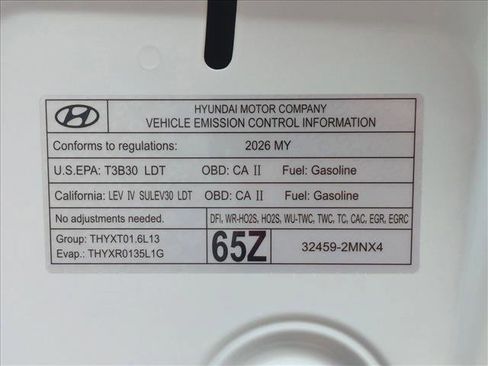 HYUNDAI MOTOR COMPANY
VEHICLE EMISSION CONTROL INFORMATION
Conforms to regulations: 2026 MY
U.S.EPA: T3B30 LDT OBD: CA II Fuel: Gasoline
California: LEV IV SULEV30 LDT OBD: CA II Fuel: Gasoline
No adjustments needed. DFI, WR-HO2S, HO2S, WU-TWC, TWC, TC, CAC, EGR, EGRC
Group: THYXT01.6L13
Evap.: THYXR0135L1G
65Z
32459-2MNX4